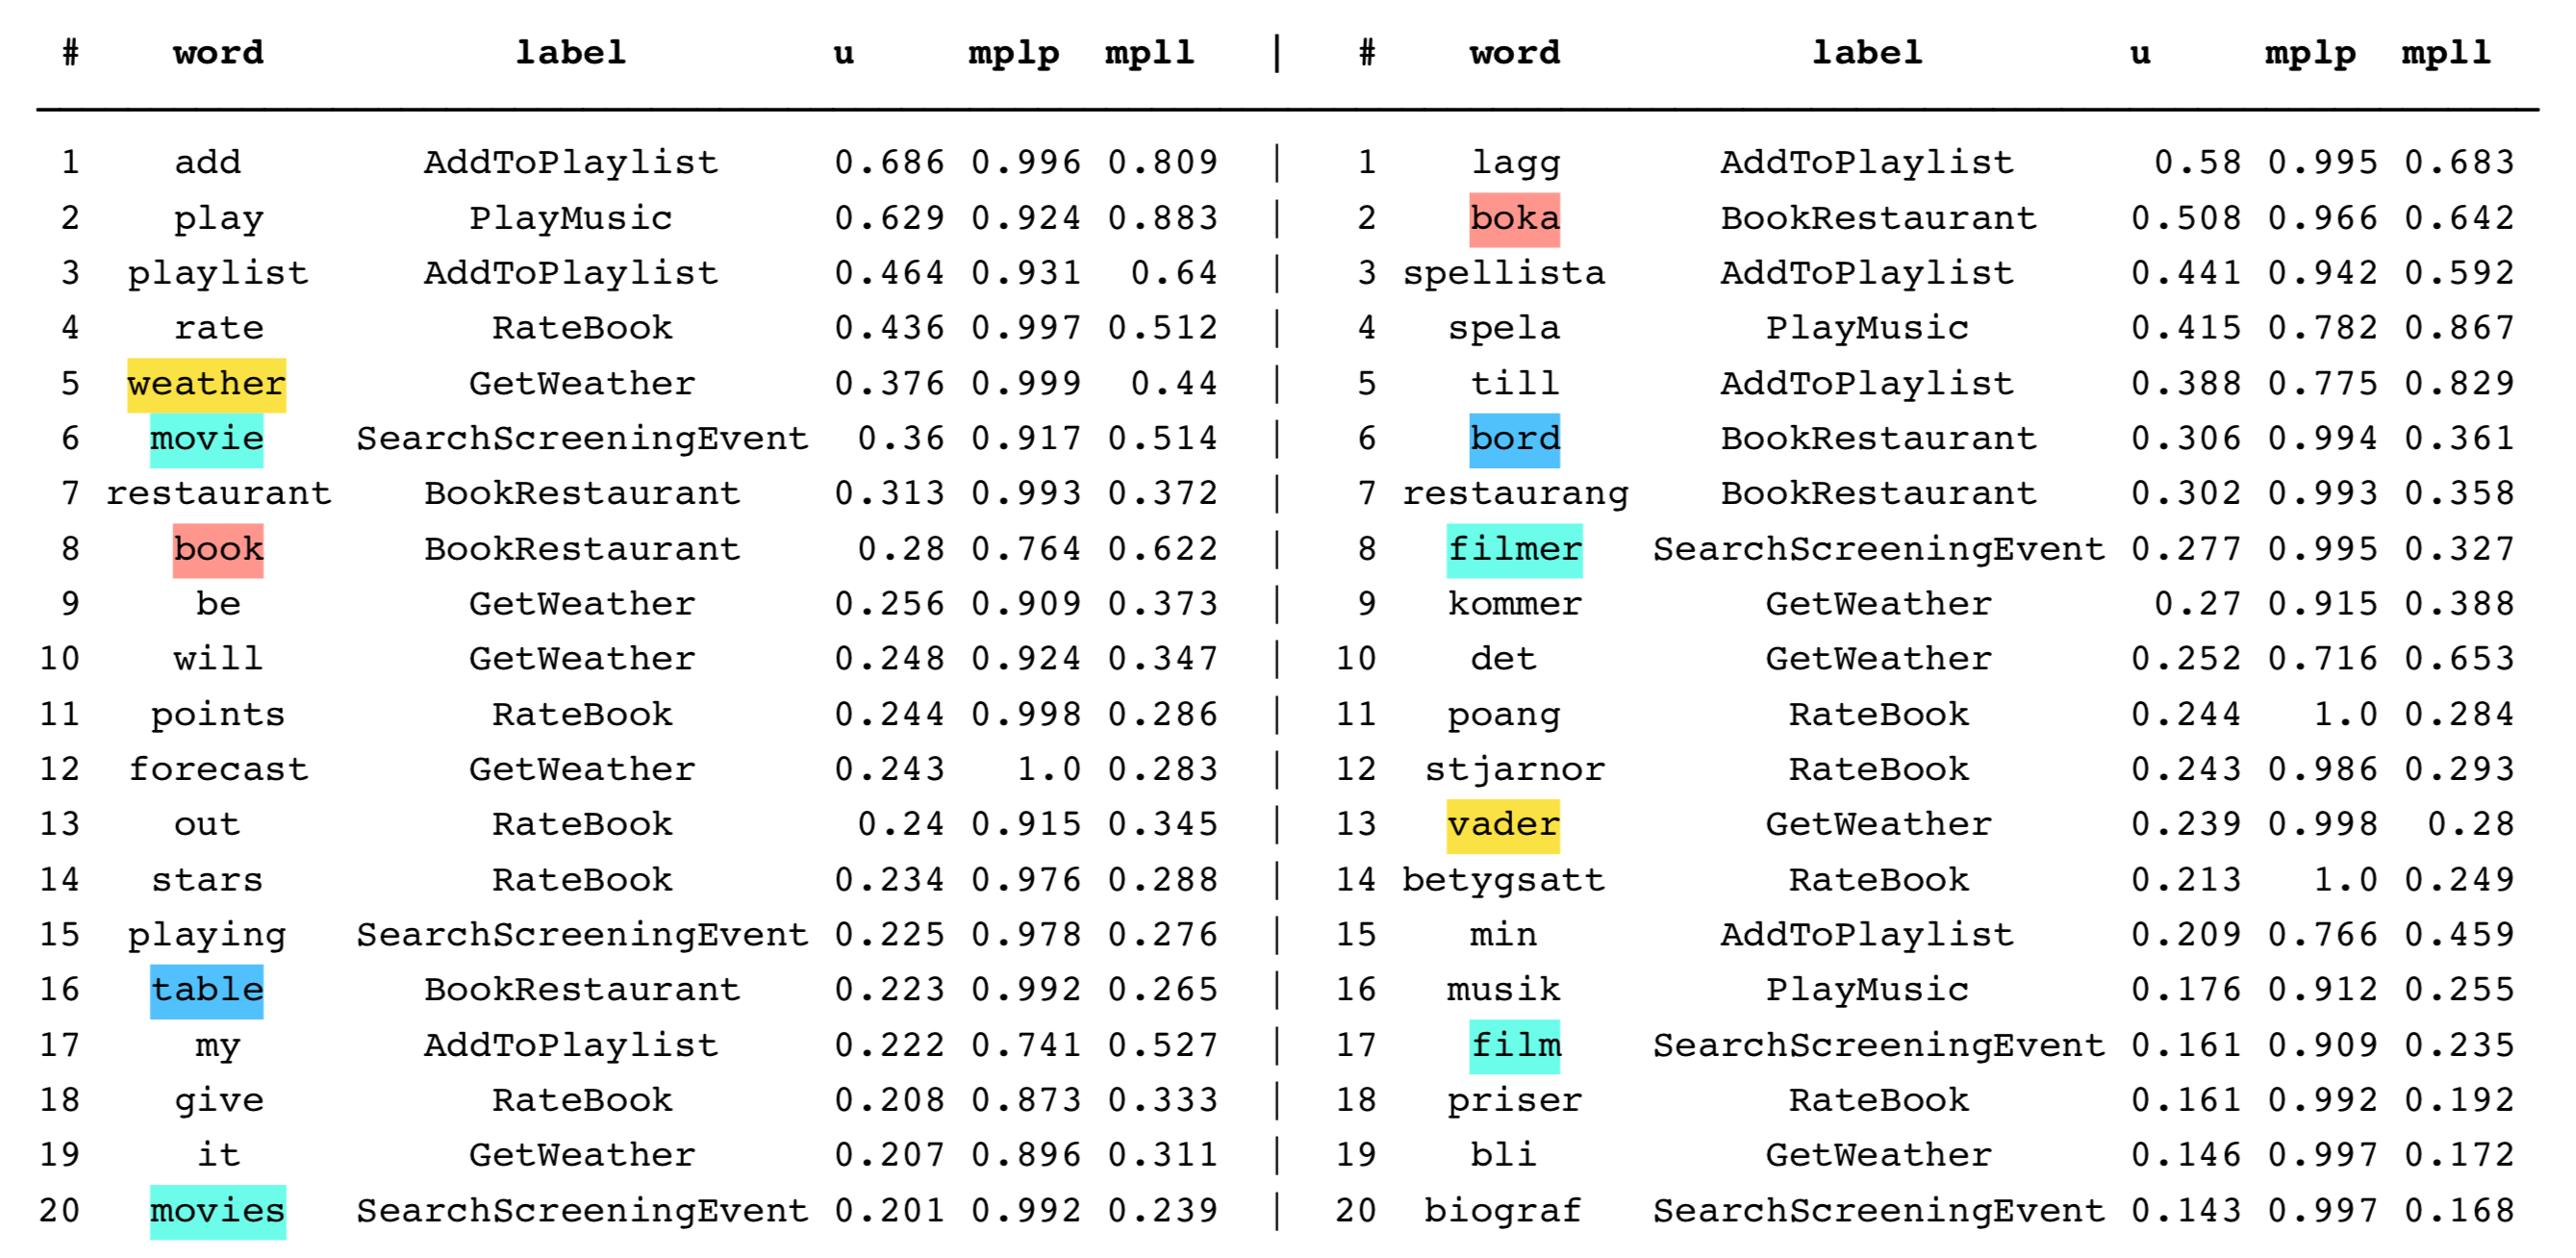 # word label u mplp mpll | # word label u mplp mpll
1 add AddToPlaylist 0.686 0.996 0.809 | 1 lagg AddToPlaylist 0.58 0.995 0.683
2 play PlayMusic 0.629 0.924 0.883 | 2 boka BookRestaurant 0.508 0.966 0.642
3 playlist AddToPlaylist 0.464 0.931 0.64 | 3 spellista AddToPlaylist 0.441 0.942 0.592
4 rate RateBook 0.436 0.997 0.512 | 4 spela PlayMusic 0.415 0.782 0.867
5 weather GetWeather 0.376 0.999 0.44 | 5 till AddToPlaylist 0.388 0.775 0.829
6 movie SearchScreeningEvent 0.36 0.917 0.514 | 6 bord BookRestaurant 0.306 0.994 0.361
7 restaurant BookRestaurant 0.313 0.993 0.372 | 7 restaurang BookRestaurant 0.302 0.993 0.358
8 book BookRestaurant 0.28 0.764 0.622 | 8 filmer SearchScreeningEvent 0.277 0.995 0.327
9 be GetWeather 0.256 0.909 0.373 | 9 kommer GetWeather 0.27 0.915 0.388
10 will GetWeather 0.248 0.924 0.347 | 10 det GetWeather 0.252 0.716 0.653
11 points RateBook 0.244 0.998 0.286 | 11 poang RateBook 0.244 1.0 0.284
12 forecast GetWeather 0.243 1.0 0.283 | 12 stjarnor RateBook 0.243 0.986 0.293
13 out RateBook 0.24 0.915 0.345 | 13 vader GetWeather 0.239 0.998 0.28
14 stars RateBook 0.234 0.976 0.288 | 14 betygsatt RateBook 0.213 1.0 0.249
15 playing SearchScreeningEvent 0.225 0.978 0.276 | 15 min AddToPlaylist 0.209 0.766 0.459
16 table BookRestaurant 0.223 0.992 0.265 | 16 musik PlayMusic 0.176 0.912 0.255
17 my AddToPlaylist 0.222 0.741 0.527 | 17 film SearchScreeningEvent 0.161 0.909 0.235
18 give RateBook 0.208 0.873 0.333 | 18 priser RateBook 0.161 0.992 0.192
19 it GetWeather 0.207 0.896 0.311 | 19 bli GetWeather 0.146 0.997 0.172
20 movies SearchScreeningEvent 0.201 0.992 0.239 | 20 biograf SearchScreeningEvent 0.143 0.997 0.168